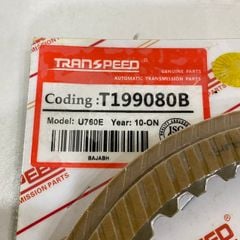 TRANSPEED
GENUINE PARTS
AUTOMATIC TRANSMISSION PARTS
Coding :T199080B
Model: U760E Year: 10-ON
BAJABH
ISO